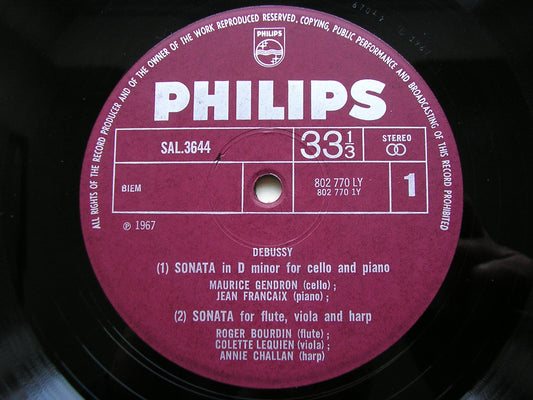 ALL RIGHTS OF THE RECORD PRODUCER AND OF THE OWNER OF THE WORK REPRODUCED RESERVED. COPYING, PUBLIC PERFORMANCE AND BROADCASTING OF THIS RECORD PROHIBITED
PHILIPS
PHILIPS
SAL.3644
33 1/3
STEREO
BIEM
802 770 LY
802 770 1Y
1
℗ 1967
DEBUSSY
(1) SONATA in D minor for cello and piano
MAURICE GENDRON (cello) ;
JEAN FRANCAIX (piano) ;
(2) SONATA for flute, viola and harp
ROGER BOURDIN (flute) ;
COLETTE LEQUIEN (viola) ;
ANNIE CHALLAN (harp)